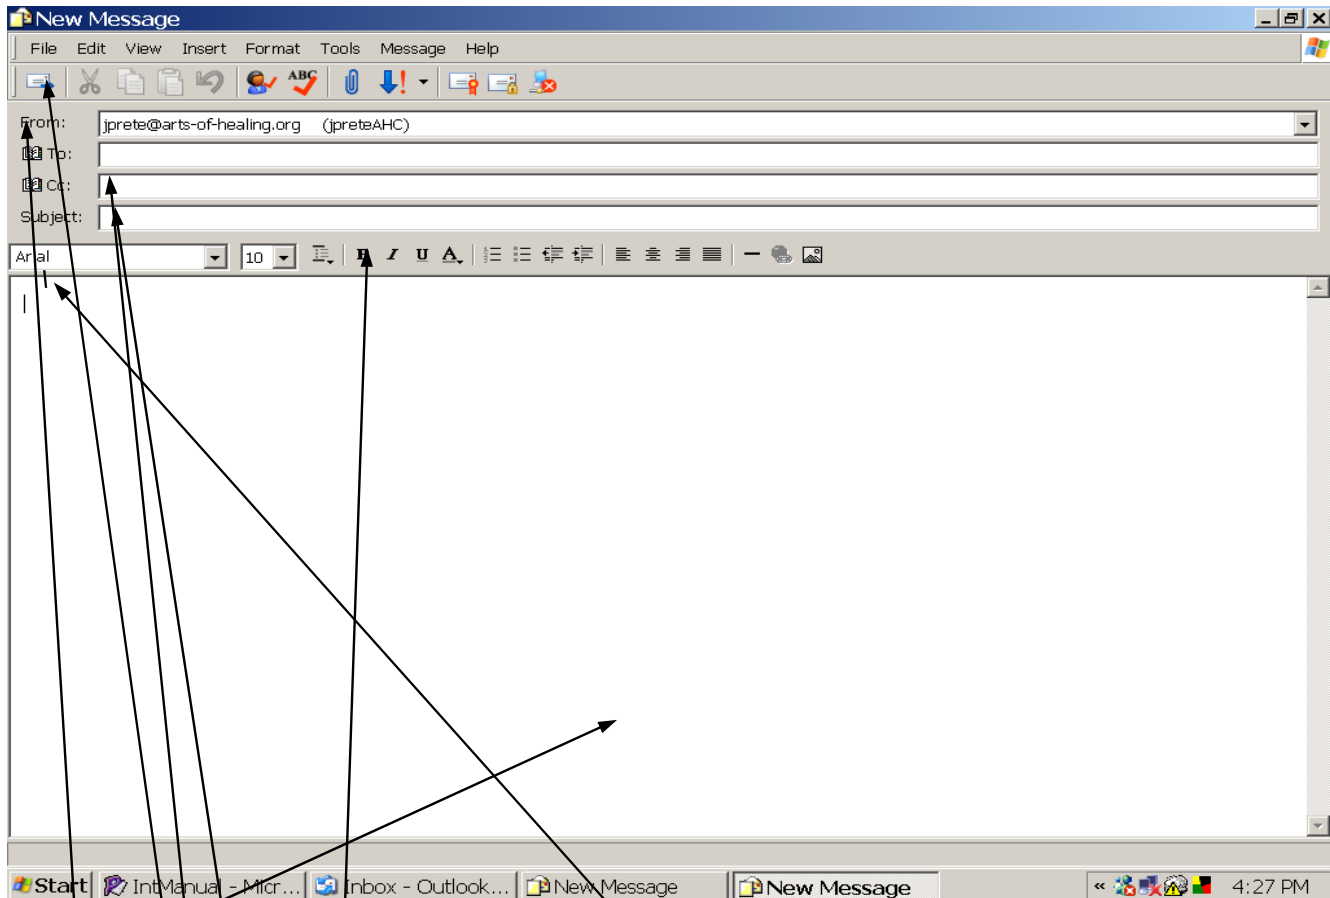 New Message
File Edit View Insert Format Tools Message Help
ABC
From: jprete@arts-of-healing.org (jpreteAHC)
To:
Cc:
Subject:
Arial 10 B I U A
Start IntManual - Micr... Inbox - Outlook... New Message New Message « 4:27 PM